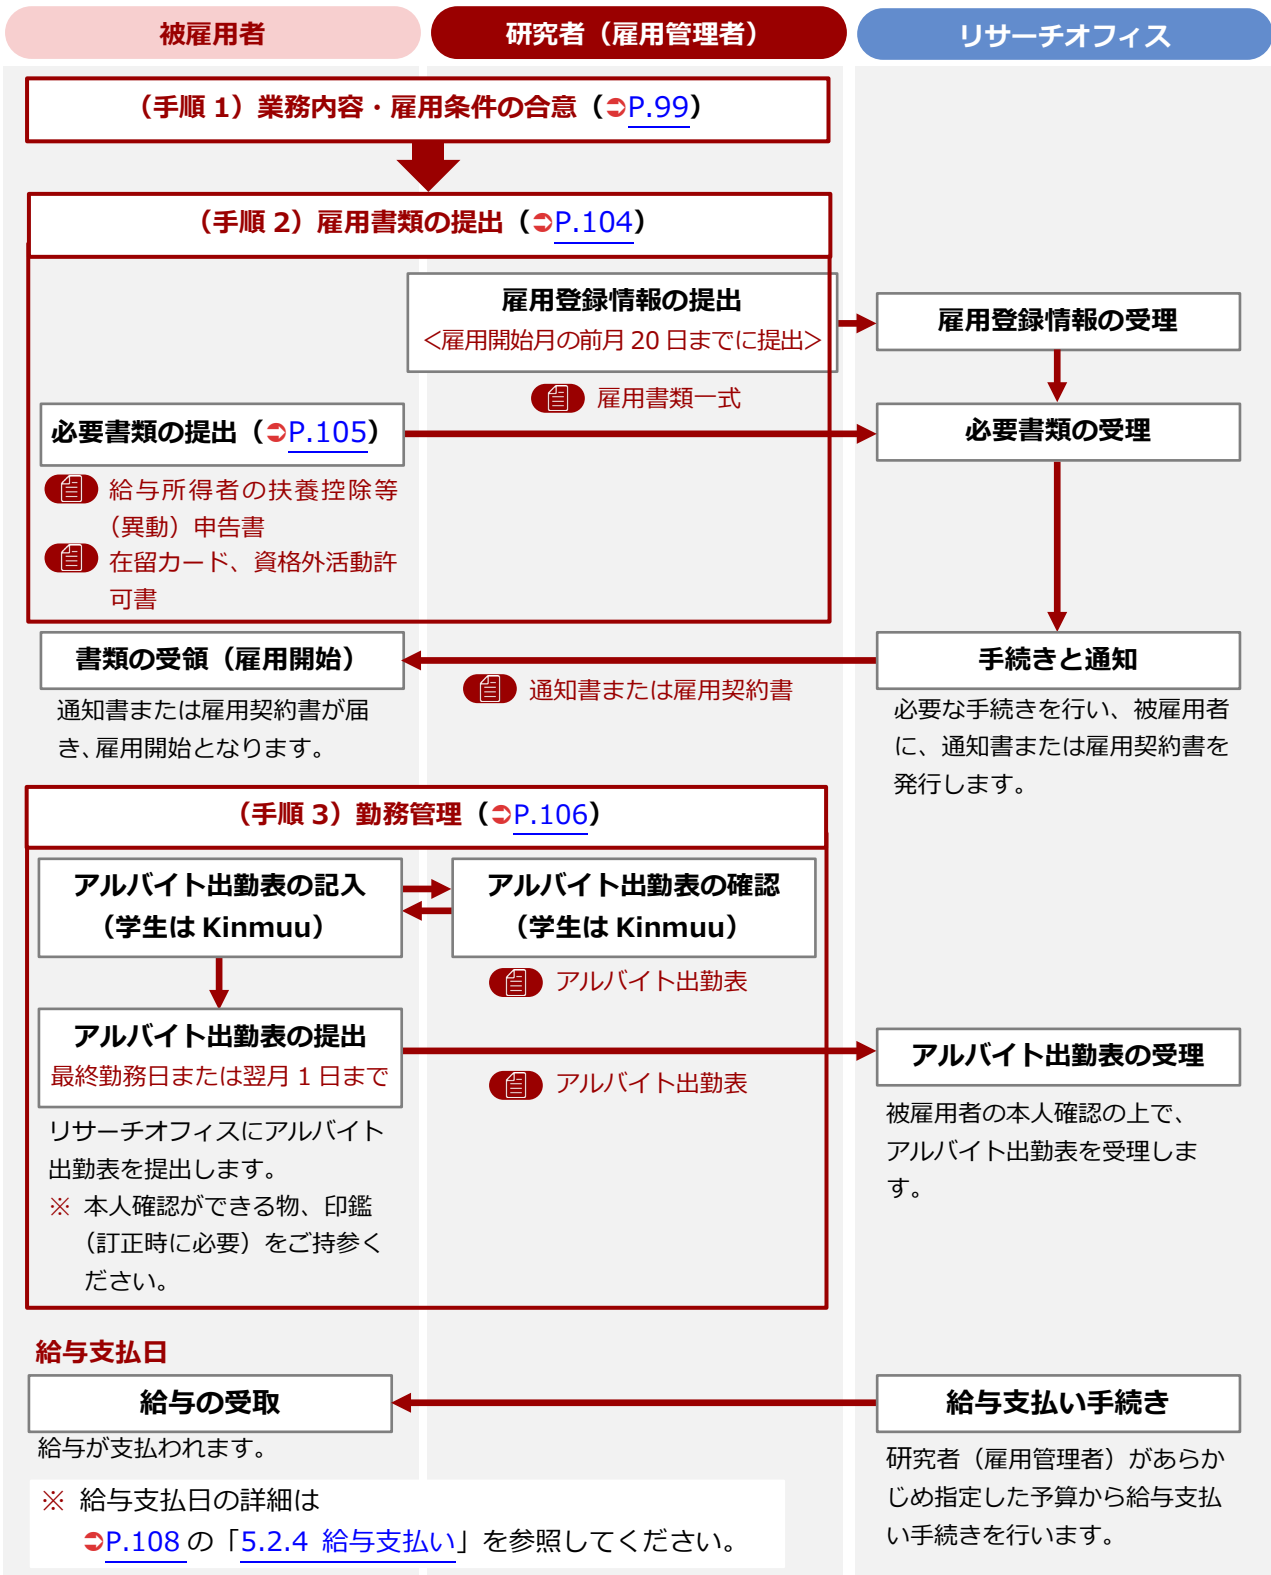 被雇用者
研究者（雇用管理者）
リサーチオフィス
（手順 1）業務内容・雇用条件の合意（➲P.99）
（手順 2）雇用書類の提出（➲P.104）
雇用登録情報の提出
<雇用開始月の前月 20 日までに提出>
雇用登録情報の受理
雇用書類一式
必要書類の提出（➲P.105）
必要書類の受理
給与所得者の扶養控除等
（異動）申告書
在留カード、資格外活動許
可書
書類の受領（雇用開始）
通知書または雇用契約書
手続きと通知
通知書または雇用契約書が届
き、雇用開始となります。
必要な手続きを行い、被雇用者
に、通知書または雇用契約書を
発行します。
（手順 3）勤務管理（➲P.106）
アルバイト出勤表の記入
（学生は Kinmuu）
アルバイト出勤表の確認
（学生は Kinmuu）
アルバイト出勤表
アルバイト出勤表の提出
最終勤務日または翌月 1 日まで
アルバイト出勤表
アルバイト出勤表の受理
リサーチオフィスにアルバイト
出勤表を提出します。
※ 本人確認ができる物、印鑑
（訂正時に必要）をご持参く
ださい。
被雇用者の本人確認の上で、
アルバイト出勤表を受理しま
す。
給与支払日
給与の受取
給与支払い手続き
給与が支払われます。
研究者（雇用管理者）があらか
じめ指定した予算から給与支払
い手続きを行います。
※ 給与支払日の詳細は
➲P.108 の「5.2.4 給与支払い」を参照してください。